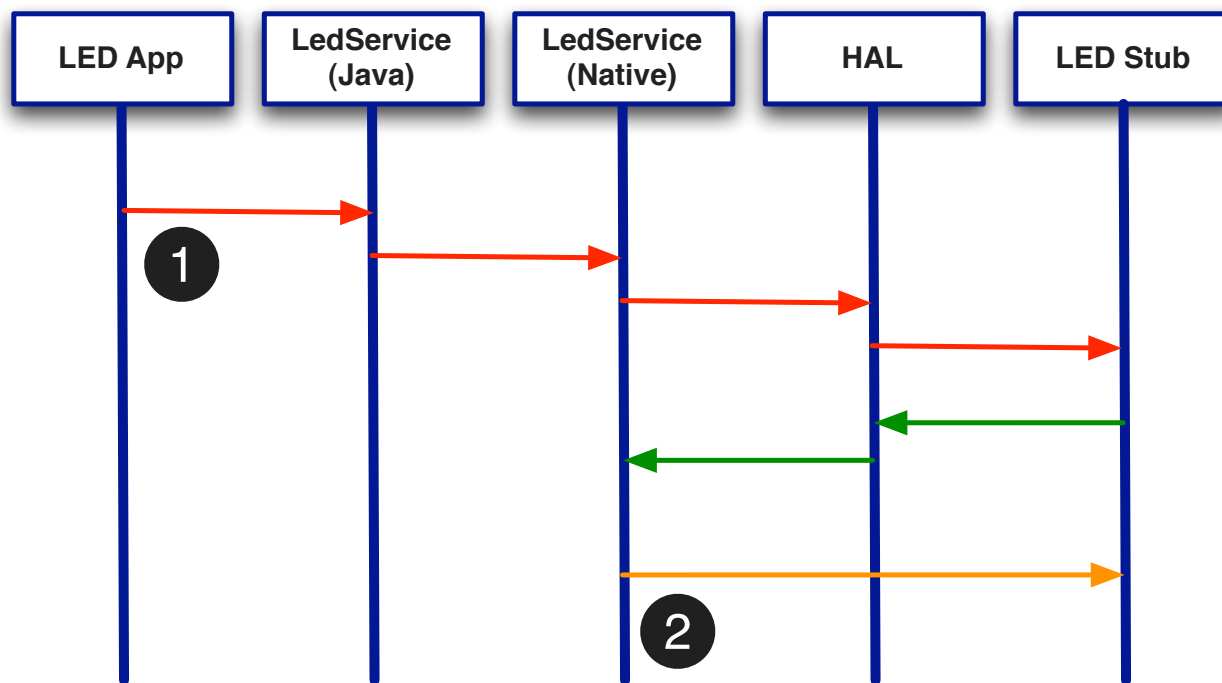 LED App
LedService
(Java)
LedService
(Native)
HAL
LED Stub
1
2